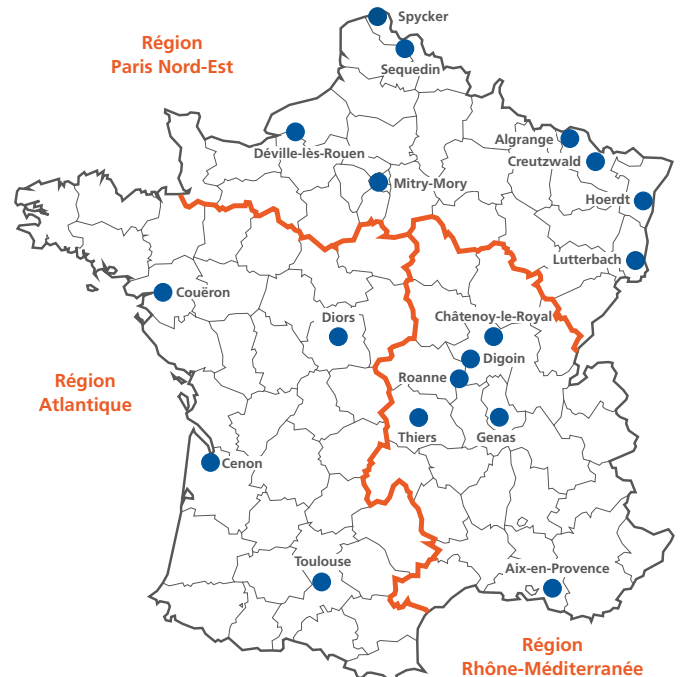 Spycker
Région
Paris Nord-Est
Sequedin
Algrange
Déville-lès-Rouen
Creutzwald
Mitry-Mory
Hoerdt
Lutterbach
Couëron
Diors
Châtenoy-le-Royal
Digoin
Région
Atlantique
Roanne
Thiers
Genas
Cenon
Toulouse
Aix-en-Provence
Région
Rhône-Méditerranée